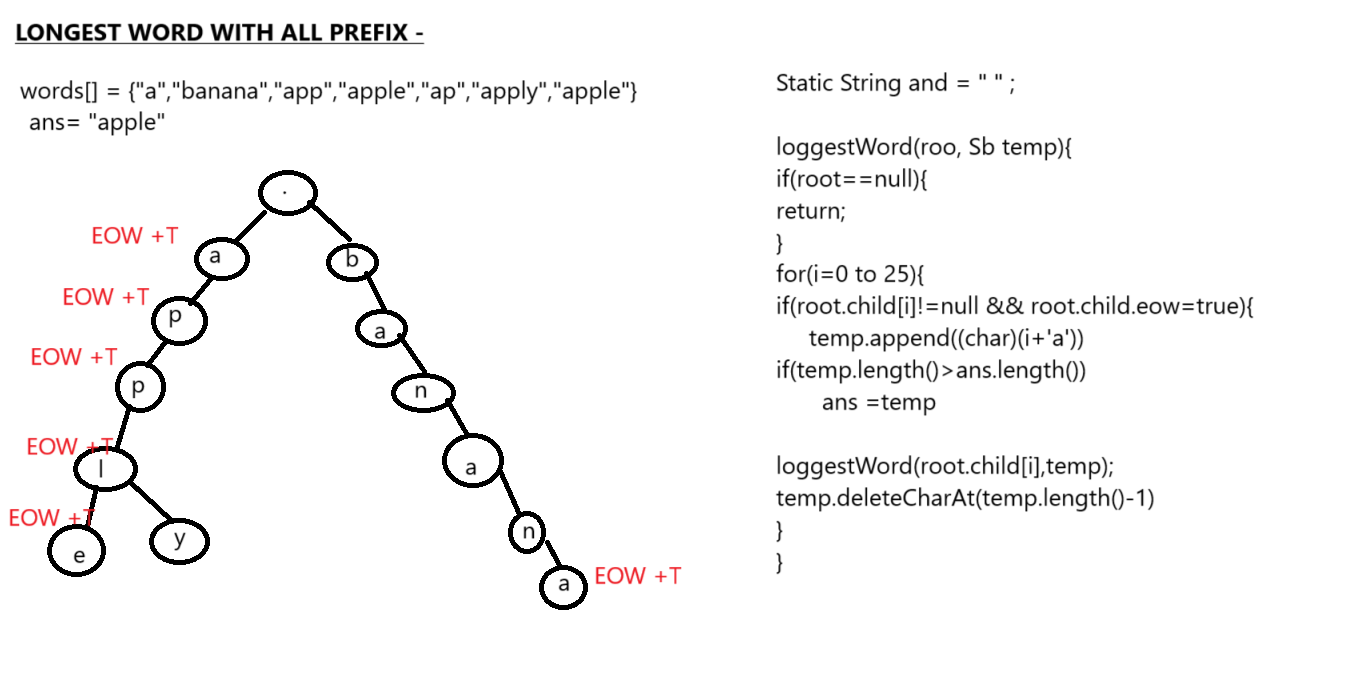 LONGEST WORD WITH ALL PREFIX -
words[] = {"a","banana","app","apple","ap","apply","apple"}
ans= "apple"
.
EOW +T
a
b
EOW +T
p
a
EOW +T
p
n
EOW +T
l
a
EOW +T
e
y
n
a
EOW +T
Static String and = " " ;
loggestWord(roo, Sb temp){
if(root==null){
return;
}
for(i=0 to 25){
if(root.child[i]!=null && root.child.eow=true){
temp.append((char)(i+'a'))
if(temp.length()>ans.length())
ans =temp
loggestWord(root.child[i],temp);
temp.deleteCharAt(temp.length()-1)
}
}